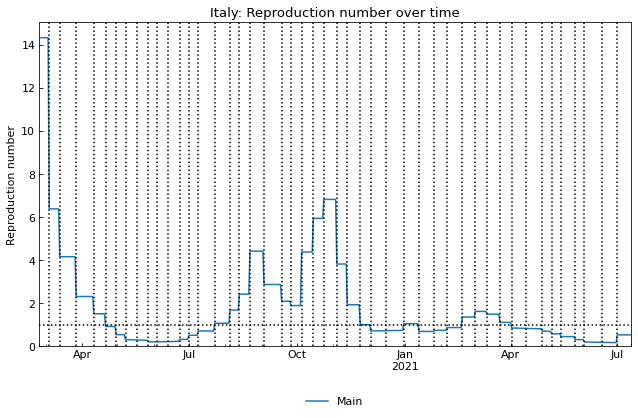 Italy: Reproduction number over time
Reproduction number
14
12
10
8
6
4
2
0
Apr
Jul
Oct
Jan
2021
Apr
Jul
Main